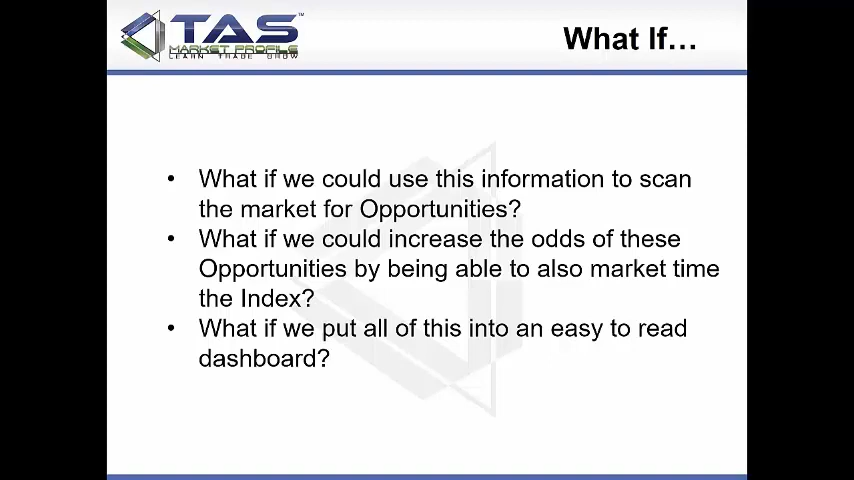 TAS™
MARKET PROFILE
LEARN TRADE GROW
What If…
• What if we could use this information to scan
the market for Opportunities?
• What if we could increase the odds of these
Opportunities by being able to also market time
the Index?
• What if we put all of this into an easy to read
dashboard?